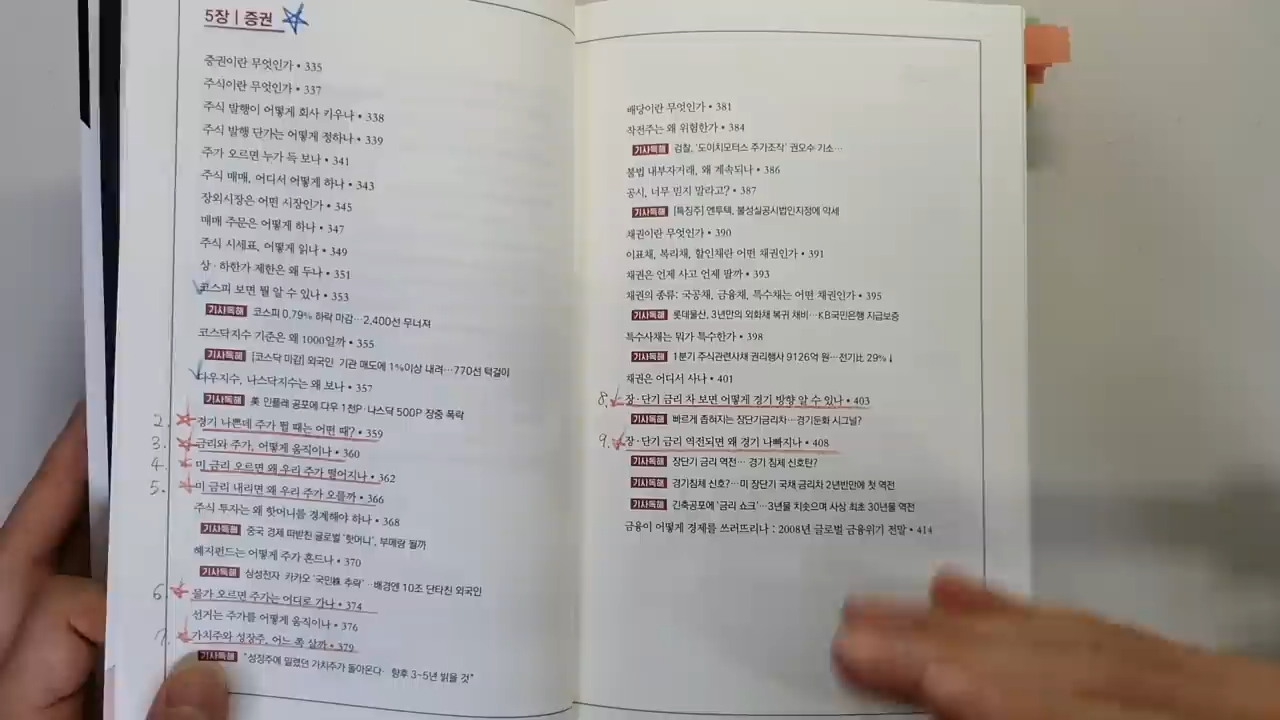 5장 | 증권
증권이란 무엇인가 • 335
주식이란 무엇인가 • 337
주식 발행이 어떻게 회사 키우나 • 338
주식 발행 단가는 어떻게 정하나 • 339
주가 오르면 누가 득 보나 • 341
주식 매매, 어디서 어떻게 하나 • 343
장외시장은 어떤 시장인가 • 345
매매 주문은 어떻게 하나 • 347
주식 시세표, 어떻게 읽나 • 349
상·하한가 제한은 왜 두나 • 351
코스피 보면 뭘 알 수 있나 • 353
기사독해 코스피 0.79% 하락 마감…2,400선 무너져
코스닥지수 기준은 왜 1000일까 • 355
기사독해 [코스닥 마감] 외국인·기관 매도에 1%이상 내려…770선 턱걸이
다우지수, 나스닥지수는 왜 보나 • 357
기사독해 美 인플레 공포에 다우 1천P·나스닥 500P 장중 폭락
2. 경기 나쁜데 주가 뛸 때는 어떤 때? • 359
3. 금리와 주가, 어떻게 움직이나 • 360
4. 미 금리 오르면 왜 우리 주가 떨어지나 • 362
5. 미 금리 내리면 왜 우리 주가 오를까 • 366
주식 투자는 왜 핫머니를 경계해야 하나 • 368
기사독해 중국 경제 떠받친 글로벌 '핫머니', 부메랑 될까
헤지펀드는 어떻게 주가 흔드나 • 370
기사독해 삼성전자·카카오 '국민株 추락'…배경엔 10조 단타친 외국인
6. 물가 오르면 주가는 어디로 가나 • 374
선거는 주가를 어떻게 움직이나 • 376
7. 가치주와 성장주, 어느 쪽 살까 • 379
기사독해 "성장주에 밀렸던 가치주가 돌아온다… 향후 3~5년 밝을 것"
배당이란 무엇인가 • 381
작전주는 왜 위험한가 • 384
기사독해 검찰, '도이치모터스 주가조작' 권오수 기소…
불법 내부자거래, 왜 계속되나 • 386
공시, 너무 믿지 말라고? • 387
기사독해 [특징주] 엔투텍, 불성실공시법인지정에 약세
채권이란 무엇인가 • 390
이표채, 복리채, 할인채란 어떤 채권인가 • 391
채권은 언제 사고 언제 팔까 • 393
채권의 종류: 국공채, 금융채, 특수채는 어떤 채권인가 • 395
기사독해 롯데물산, 3년만의 외화채 복귀 채비…KB국민은행 지급보증
특수사채는 뭐가 특수한가 • 398
기사독해 1분기 주식관련사채 권리행사 9126억 원…전기比 29%↓
채권은 어디서 사나 • 401
8. 장·단기 금리 차 보면 어떻게 경기 방향 알 수 있나 • 403
기사독해 빠르게 좁혀지는 장단기금리차…경기둔화 시그널?
9. 장·단기 금리 역전되면 왜 경기 나빠지나 • 408
기사독해 장단기 금리 역전… 경기 침체 신호탄?
기사독해 경기침체 신호?…미 장단기 국채 금리차 2년반만에 첫 역전
기사독해 긴축공포에 '금리 쇼크'…3년물 치솟으며 사상 최초 30년물 역전
금융이 어떻게 경제를 쓰러뜨리나 : 2008년 글로벌 금융위기 전말 • 414